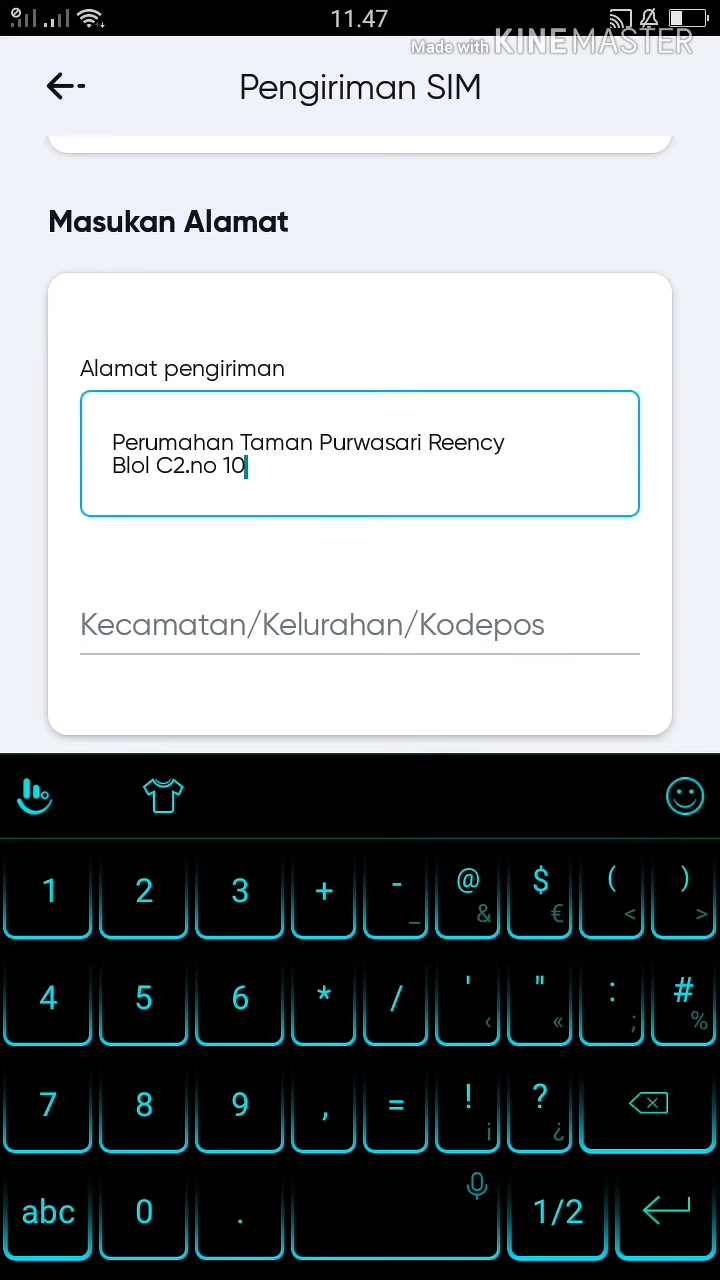 11.47
Made with KINEMASTER
Pengiriman SIM
Masukan Alamat
Alamat pengiriman
Perumahan Taman Purwasari Reency
Blol C2.no 10
Kecamatan/Kelurahan/Kodepos
1 2 3 + - _ @ & $ € ( < ) >
4 5 6 * / ' ‹ " « : ; # %
7 8 9 , = ! ¡ ? ¿
abc 0 . 1/2